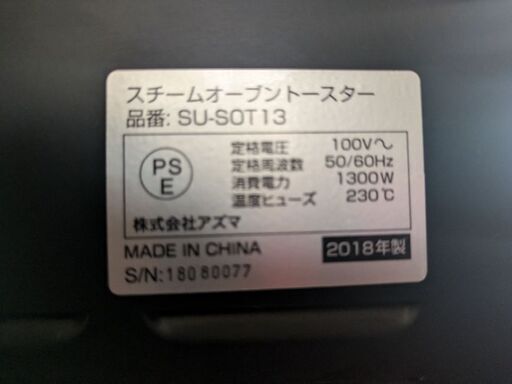 スチームオーブントースター
品番: SU-SOT13
PS
E
定格電圧 100V〜
定格周波数 50/60Hz
消費電力 1300W
温度ヒューズ 230℃
株式会社アズマ
MADE IN CHINA 2018年製
S/N:18080077